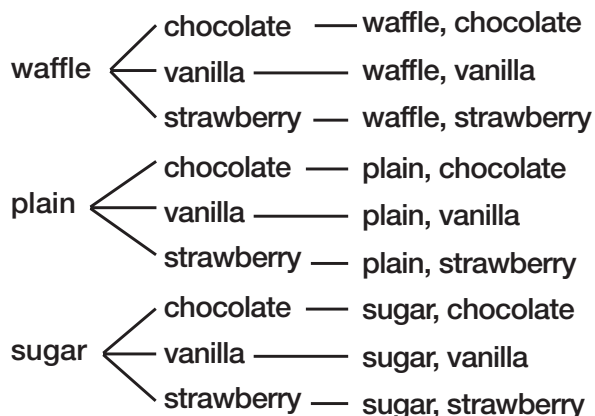 chocolate waffle, chocolate
waffle vanilla waffle, vanilla
strawberry waffle, strawberry
chocolate plain, chocolate
plain vanilla plain, vanilla
strawberry plain, strawberry
chocolate sugar, chocolate
sugar vanilla sugar, vanilla
strawberry sugar, strawberry